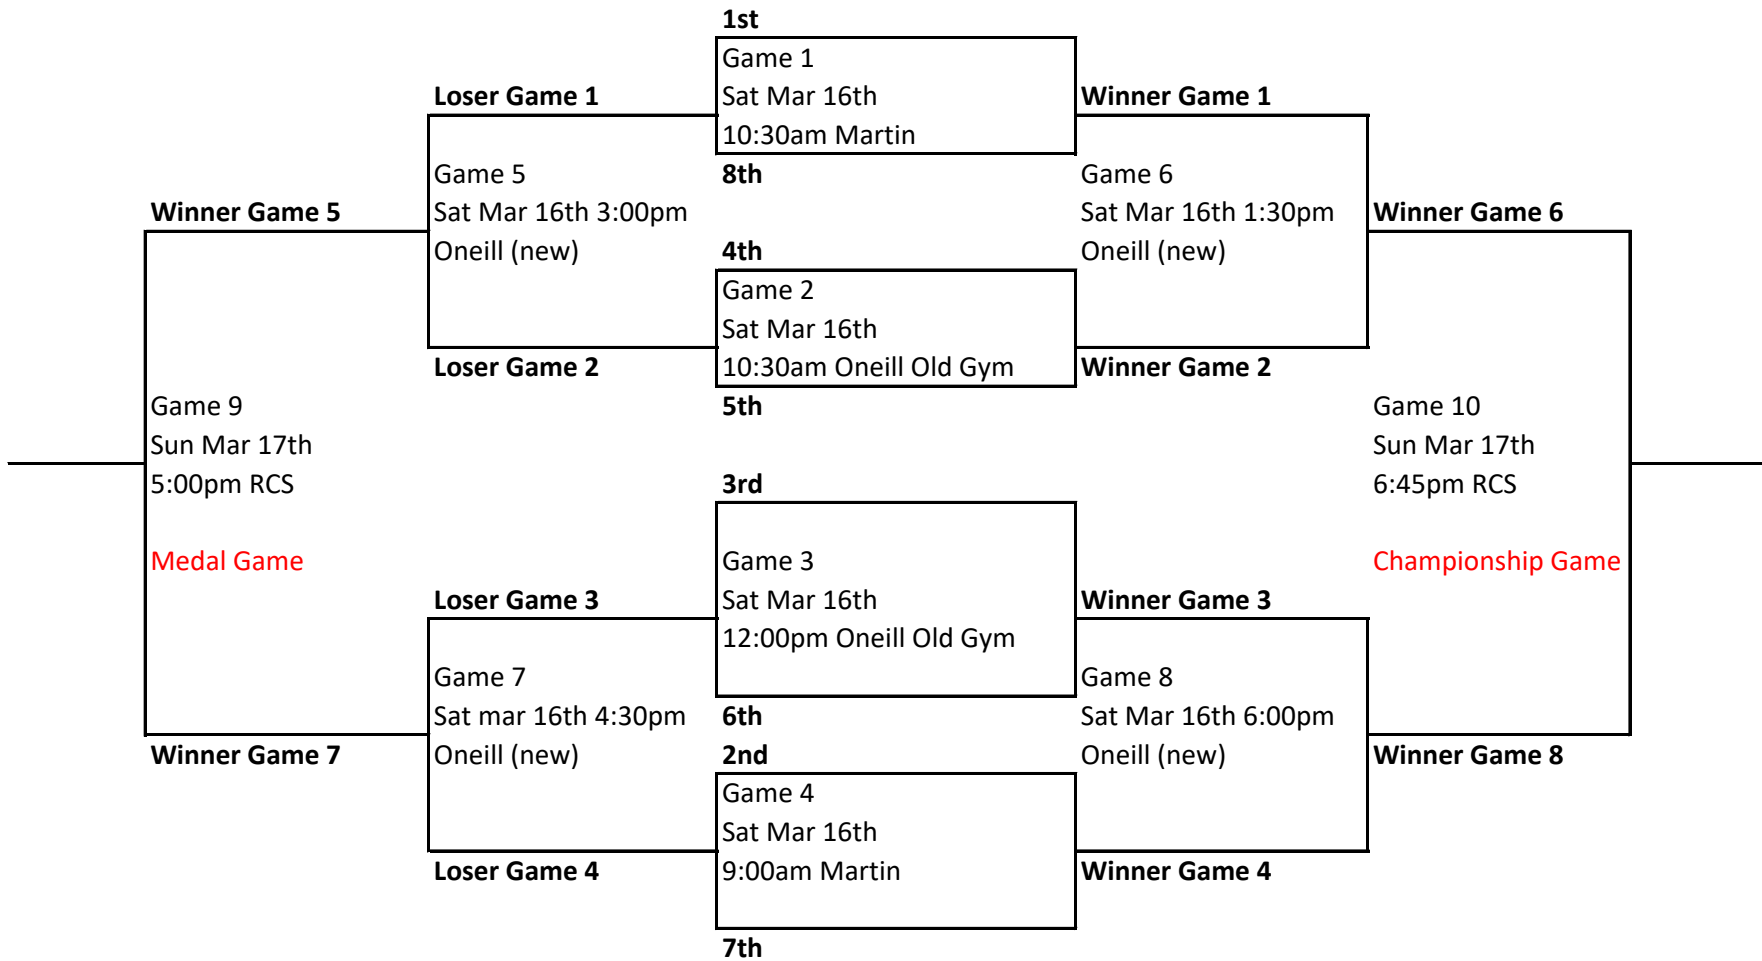 1st
Game 1
Loser Game 1 Sat Mar 16th Winner Game 1
10:30am Martin
Game 5 8th Game 6
Winner Game 5 Sat Mar 16th 3:00pm Sat Mar 16th 1:30pm Winner Game 6
Oneill (new) 4th Oneill (new)
Game 2
Sat Mar 16th
Loser Game 2 10:30am Oneill Old Gym Winner Game 2
Game 9 5th Game 10
Sun Mar 17th Sun Mar 17th
5:00pm RCS 3rd 6:45pm RCS
Medal Game Game 3 Championship Game
Loser Game 3 Sat Mar 16th Winner Game 3
12:00pm Oneill Old Gym
Game 7 Game 8
Sat mar 16th 4:30pm 6th Sat Mar 16th 6:00pm
Winner Game 7 Oneill (new) 2nd Oneill (new) Winner Game 8
Game 4
Sat Mar 16th
Loser Game 4 9:00am Martin Winner Game 4
7th